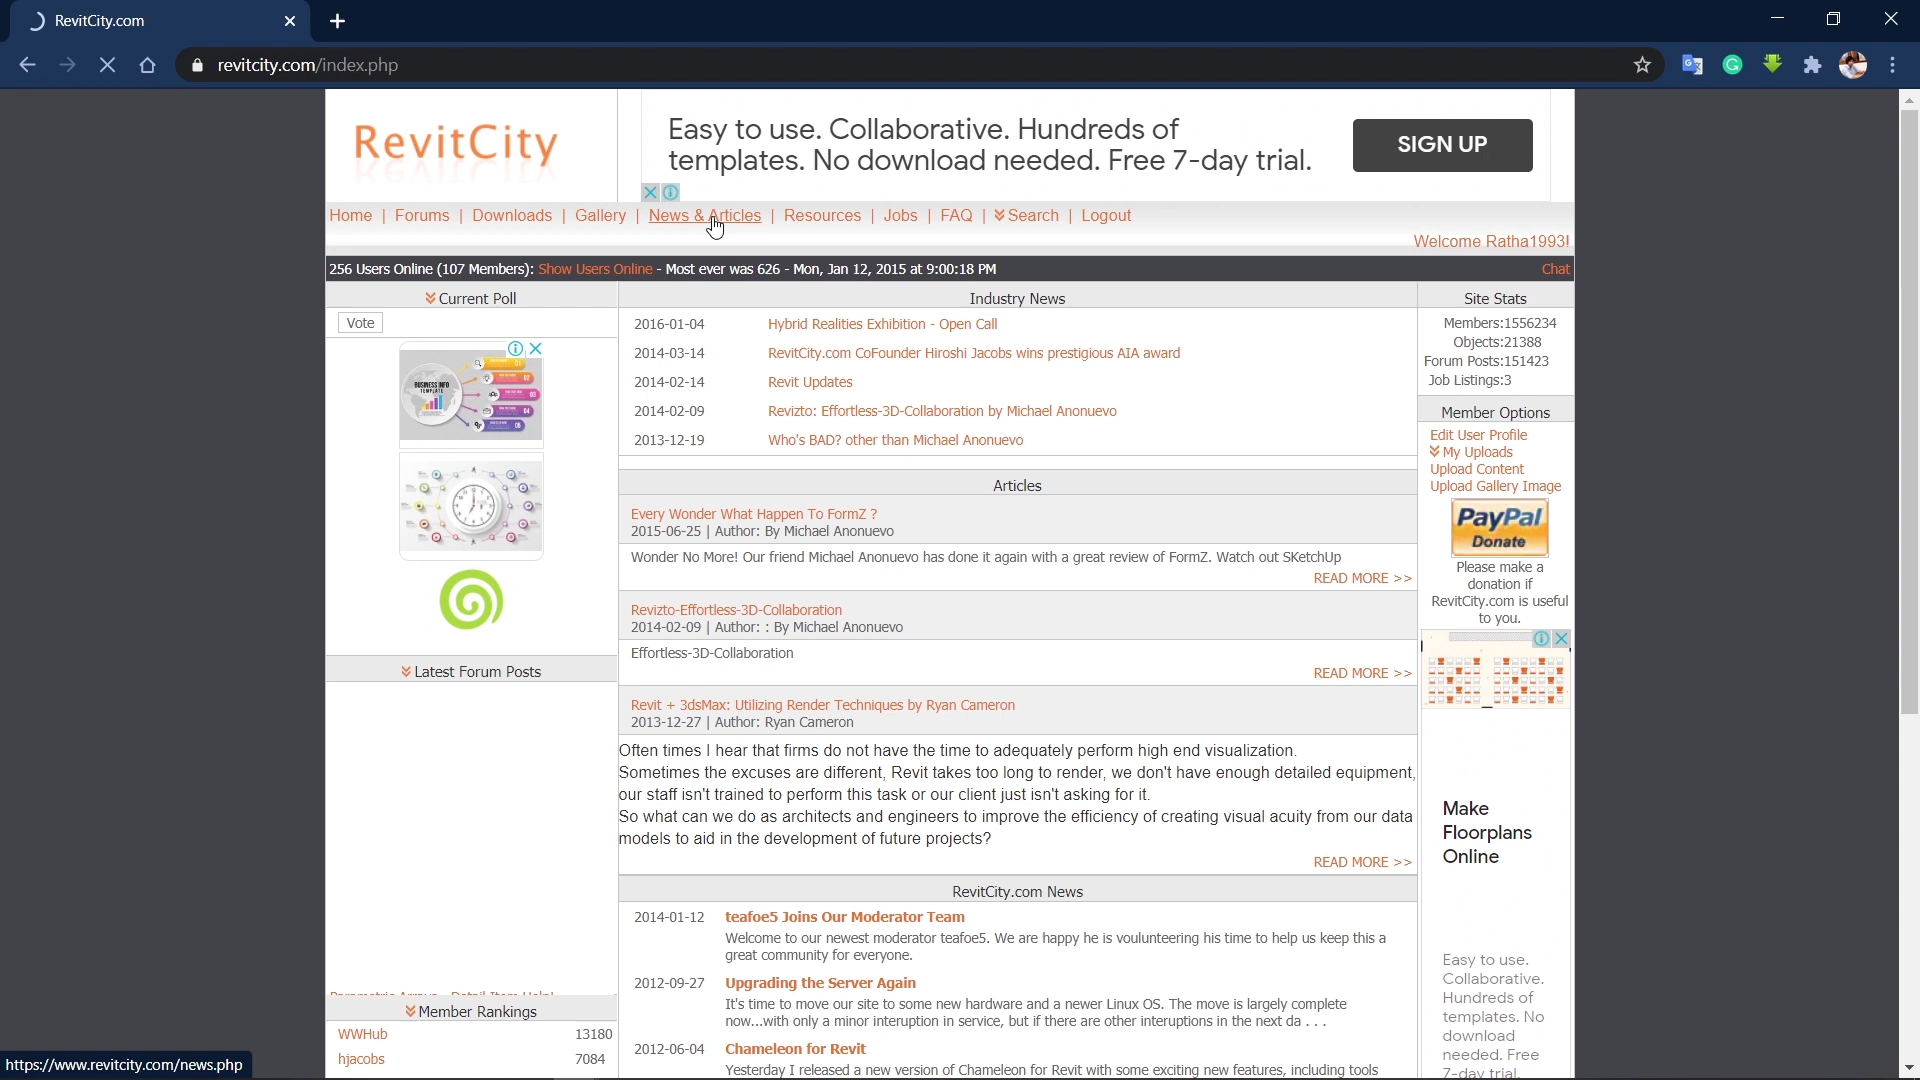 RevitCity.com
revitcity.com/index.php
RevitCity
Easy to use. Collaborative. Hundreds of
templates. No download needed. Free 7-day trial.
SIGN UP
Home | Forums | Downloads | Gallery | News & Articles | Resources | Jobs | FAQ | Search | Logout
Welcome Ratha1993!
256 Users Online (107 Members): Show Users Online - Most ever was 626 - Mon, Jan 12, 2015 at 9:00:18 PM
Chat
Current Poll
Vote
BUSINESS INFO
TEMPLATE
Latest Forum Posts
Member Rankings
WWHub 13180
hjacobs 7084
Industry News
2016-01-04 Hybrid Realities Exhibition - Open Call
2014-03-14 RevitCity.com CoFounder Hiroshi Jacobs wins prestigious AIA award
2014-02-14 Revit Updates
2014-02-09 Revizto: Effortless-3D-Collaboration by Michael Anonuevo
2013-12-19 Who's BAD? other than Michael Anonuevo
Articles
Every Wonder What Happen To FormZ ?
2015-06-25 | Author: By Michael Anonuevo
Wonder No More! Our friend Michael Anonuevo has done it again with a great review of FormZ. Watch out SKetchUp
READ MORE >>
Revizto-Effortless-3D-Collaboration
2014-02-09 | Author: : By Michael Anonuevo
Effortless-3D-Collaboration
READ MORE >>
Revit + 3dsMax: Utilizing Render Techniques by Ryan Cameron
2013-12-27 | Author: Ryan Cameron
Often times I hear that firms do not have the time to adequately perform high end visualization.
Sometimes the excuses are different, Revit takes too long to render, we don't have enough detailed equipment,
our staff isn't trained to perform this task or our client just isn't asking for it.
So what can we do as architects and engineers to improve the efficiency of creating visual acuity from our data
models to aid in the development of future projects?
READ MORE >>
RevitCity.com News
2014-01-12 teafoe5 Joins Our Moderator Team
Welcome to our newest moderator teafoe5. We are happy he is voulunteering his time to help us keep this a
great community for everyone.
2012-09-27 Upgrading the Server Again
It's time to move our site to some new hardware and a newer Linux OS. The move is largely complete
now...with only a minor interuption in service, but if there are other interuptions in the next da . . .
2012-06-04 Chameleon for Revit
Yesterday I released a new version of Chameleon for Revit with some exciting new features, including tools
Site Stats
Members:1556234
Objects:21388
Forum Posts:151423
Job Listings:3
Member Options
Edit User Profile
My Uploads
Upload Content
Upload Gallery Image
PayPal
Donate
Please make a
donation if
RevitCity.com is useful
to you.
Make
Floorplans
Online
Easy to use.
Collaborative.
Hundreds of
templates. No
download
needed. Free
7-day trial.
https://www.revitcity.com/news.php